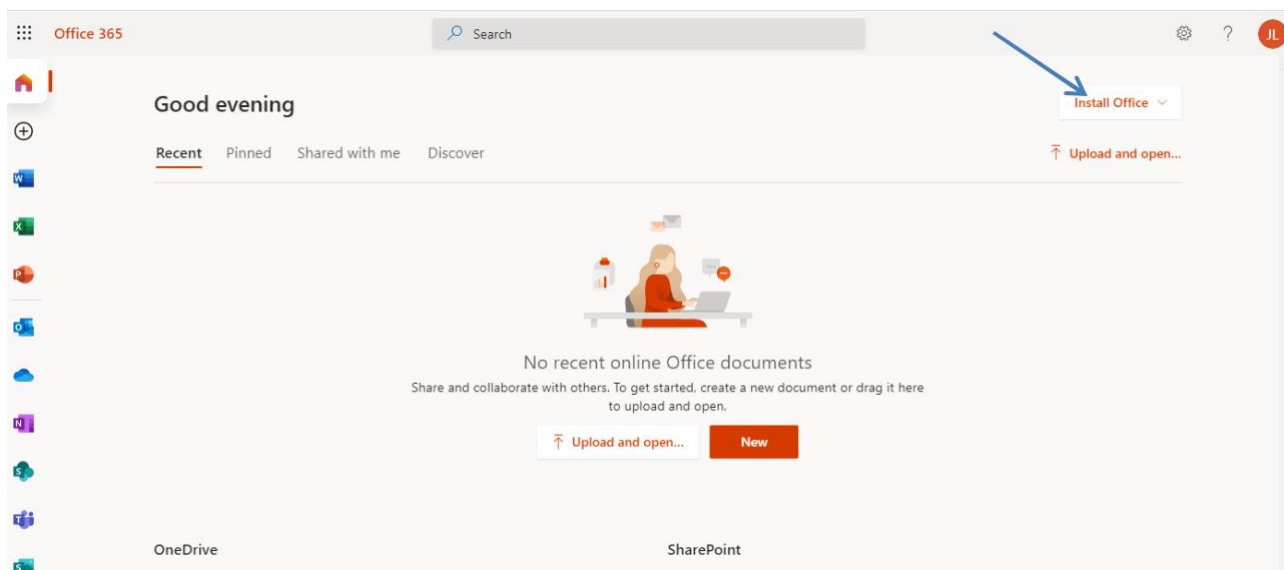 Office 365
Search
?
JL
Good evening
Install Office
Recent Pinned Shared with me Discover
Upload and open...
W
X
P
O
N
S
T
S
No recent online Office documents
Share and collaborate with others. To get started, create a new document or drag it here
to upload and open.
Upload and open...
New
OneDrive
SharePoint